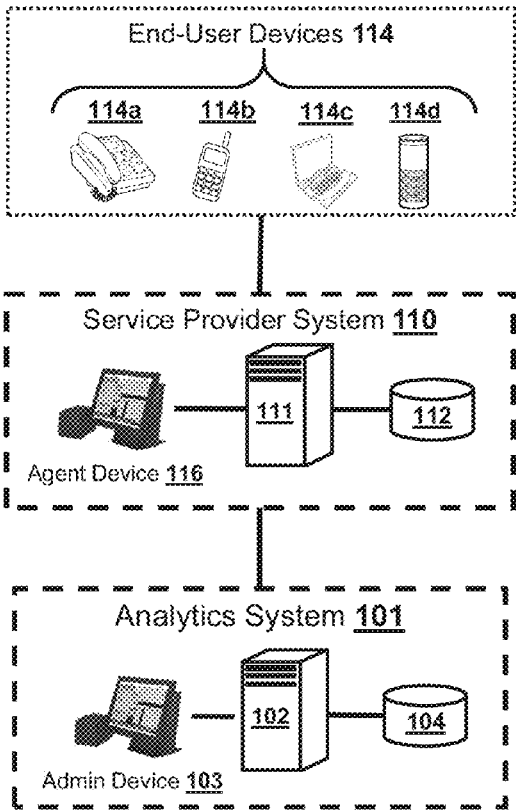 End-User Devices 114
114a 114b 114c 114d
Service Provider System 110
111
112
Agent Device 116
Analytics System 101
102
104
Admin Device 103